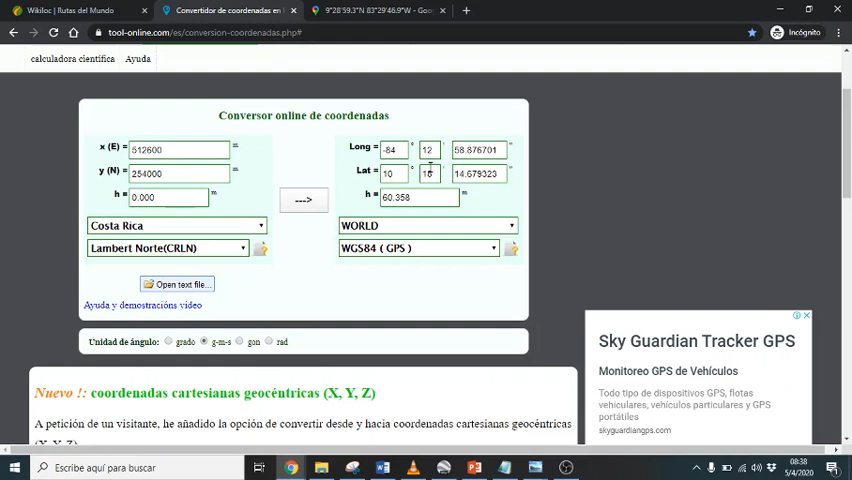 Wikiloc | Rutas del Mundo
Convertidor de coordenadas en l
9°28'59.3"N 83°29'46.9"W - Goo
tool-online.com/es/conversion-coordenadas.php#
Incógnito
calculadora científica
Ayuda
Conversor online de coordenadas
x (E) = 512600 m
y (N) = 254000 m
h = 0.000 m
Costa Rica
Lambert Norte(CRLN)
--->
Long = -84 ° 12 ' 58.876701 "
Lat = 10 ° 18 ' 14.679323 "
h = 60.358 m
WORLD
WGS84 ( GPS )
Open text file...
Ayuda y demostracións vídeo
Unidad de ángulo: grado g-m-s gon rad
Nuevo !: coordenadas cartesianas geocéntricas (X, Y, Z)
A petición de un visitante, he añadido la opción de convertir desde y hacia coordenadas cartesianas geocéntricas
(X, Y, Z)
Sky Guardian Tracker GPS
Monitoreo GPS de Vehículos
Todo tipo de dispositivos GPS, flotas
vehiculares, vehículos particulares y GPS
portátiles
skyguardiangps.com
Escribe aquí para buscar
08:38
5/4/2020